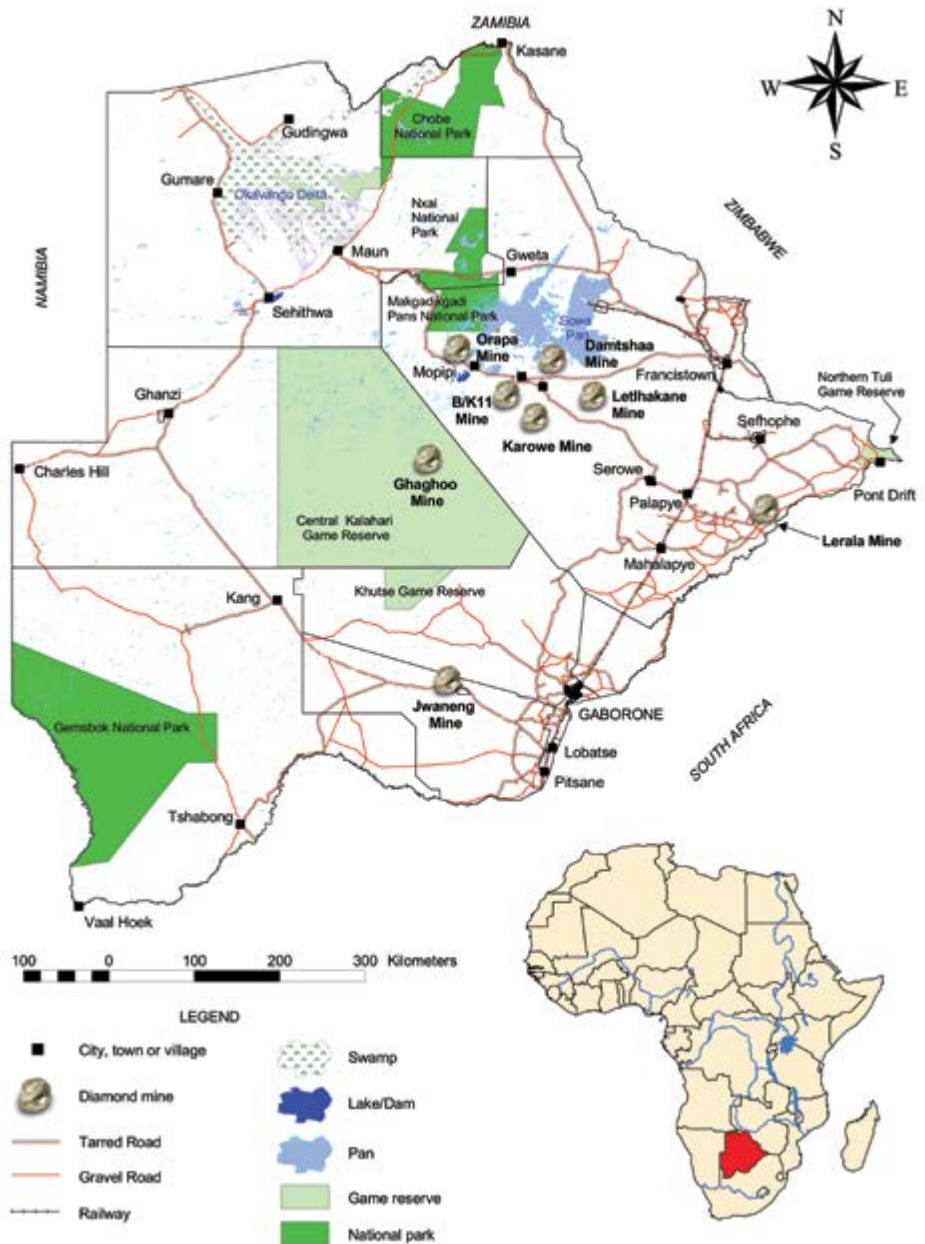 ZAMIBIA
Kasane
N
W
E
S
Chobe
National Park
Gudingwa
Gumare
Okavango Delta
Nxai
National
Park
ZIMBABWE
NAMIBIA
Maun
Gweta
Sehithwa
Makgadikgadi
Pans National Park
Sowa
Pan
Orapa
Mine
Damtshaa
Mine
Mopipi
Francistown
Northern Tuli
Game Reserve
Ghanzi
B/K11
Mine
Letlhakane
Mine
Karowe Mine
Sefhophe
Charles Hill
Ghaghoo
Mine
Serowe
Palapye
Pont Drift
Central Kalahari
Game Reserve
Lerala Mine
Mahalapye
Khutse Game Reserve
Kang
Jwaneng
Mine
GABORONE
SOUTH AFRICA
Gemsbok National Park
Lobatse
Pitsane
Tshabong
Vaal Hoek
100 0 100 200 300 Kilometers
LEGEND
City, town or village
Diamond mine
Tarred Road
Gravel Road
Railway
Swamp
Lake/Dam
Pan
Game reserve
National park